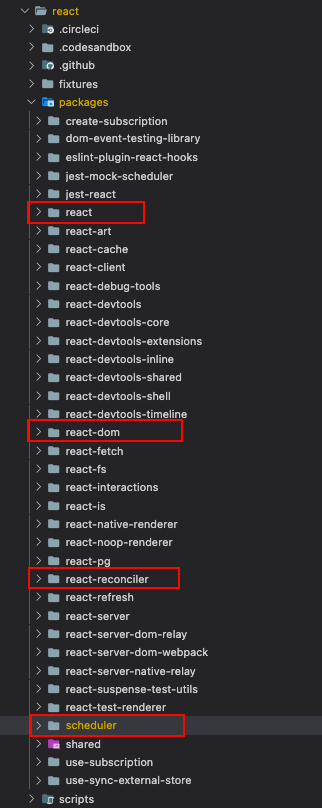 react
.circleci
.codesandbox
.github
fixtures
packages
create-subscription
dom-event-testing-library
eslint-plugin-react-hooks
jest-mock-scheduler
jest-react
react
react-art
react-cache
react-client
react-debug-tools
react-devtools
react-devtools-core
react-devtools-extensions
react-devtools-inline
react-devtools-shared
react-devtools-shell
react-devtools-timeline
react-dom
react-fetch
react-fs
react-interactions
react-is
react-native-renderer
react-noop-renderer
react-pg
react-reconciler
react-refresh
react-server
react-server-dom-relay
react-server-dom-webpack
react-server-native-relay
react-suspense-test-utils
react-test-renderer
scheduler
shared
use-subscription
use-sync-external-store
scripts